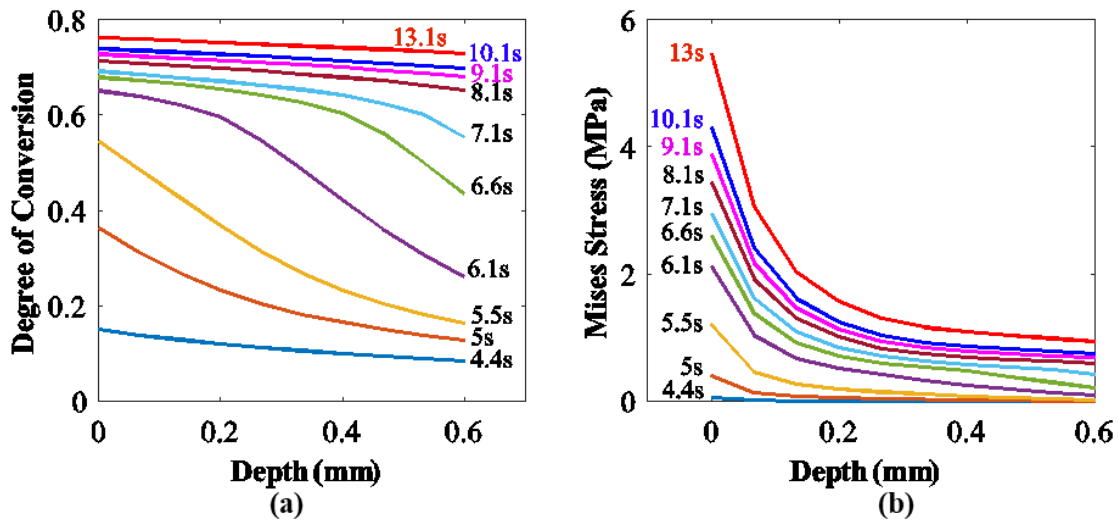 0.8
0.6
0.4
0.2
0
Degree of Conversion
13.1s
10.1s
9.1s
8.1s
7.1s
6.6s
6.1s
5.5s
5s
4.4s
0 0.2 0.4 0.6
Depth (mm)
(a)
6
4
2
0
Mises Stress (MPa)
13s
10.1s
9.1s
8.1s
7.1s
6.6s
6.1s
5.5s
5s
4.4s
0 0.2 0.4 0.6
Depth (mm)
(b)